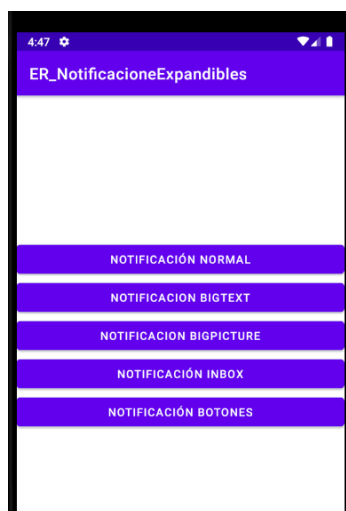 4:47
ER_NotificacioneExpandibles
NOTIFICACIÓN NORMAL
NOTIFICACION BIGTEXT
NOTIFICACION BIGPICTURE
NOTIFICACIÓN INBOX
NOTIFICACIÓN BOTONES